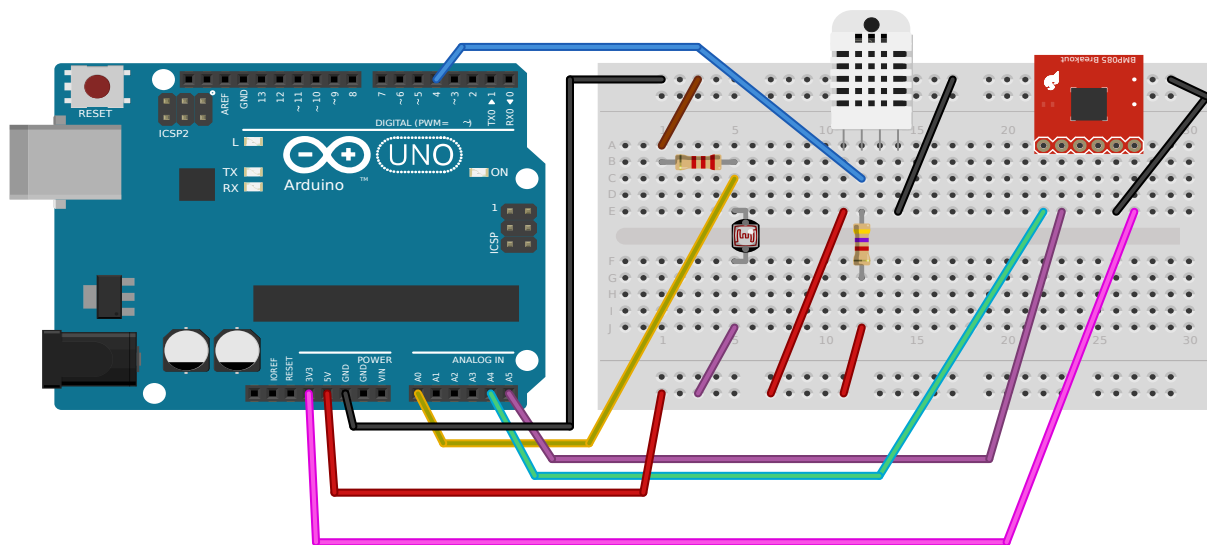 RESET
ICSP2
AREF
GND
13
12
~11
~10
~9
8
7
~6
~5
4
~3
2
TX0 ▶ 1
RX0 ◀ 0
DIGITAL (PWM= ~)
L
TX
RX
UNO
Arduino
™
ON
1
ICSP
IOREF
RESET
3V3
5V
GND
GND
VIN
POWER
A0
A1
A2
A3
A4
A5
ANALOG IN
BMP085 Breakout
1 5 10 15 20 25 30
A
B
C
D
E
F
G
H
I
J
1 5 10 15 20 25 30